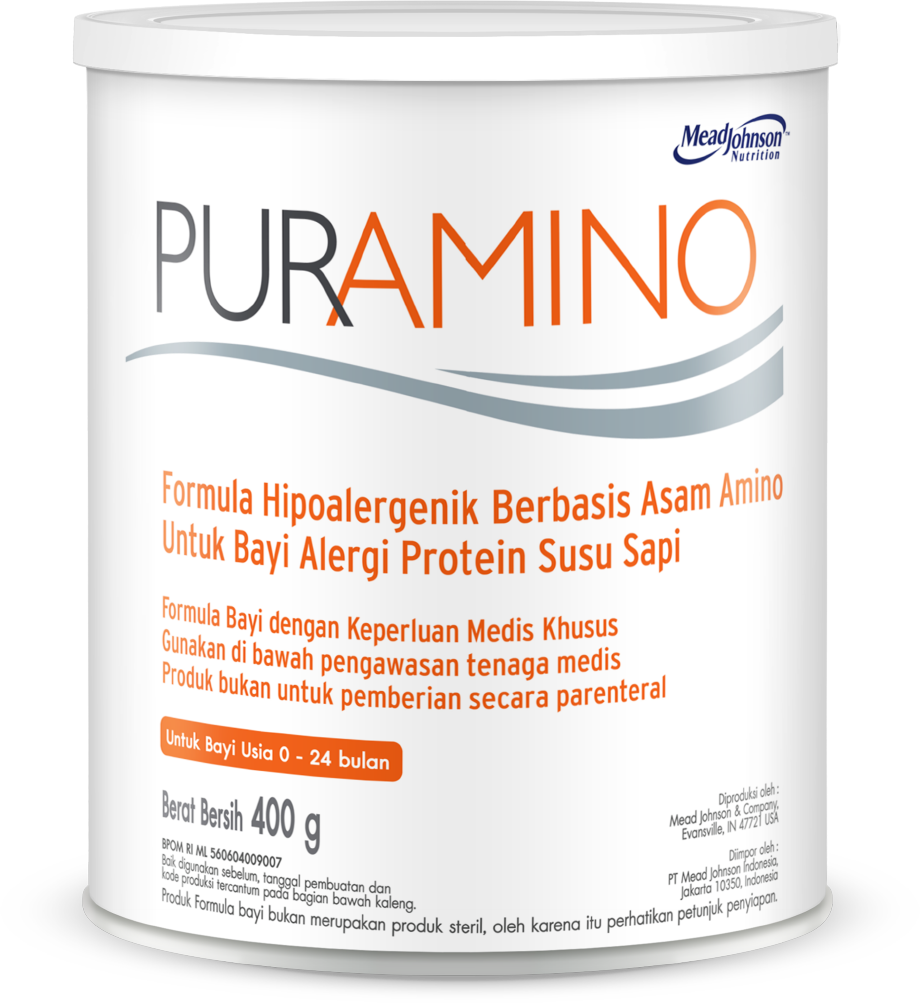 MeadJohnson™
Nutrition
PURAMINO
Formula Hipoalergenik Berbasis Asam Amino
Untuk Bayi Alergi Protein Susu Sapi
Formula Bayi dengan Keperluan Medis Khusus
Gunakan di bawah pengawasan tenaga medis
Produk bukan untuk pemberian secara parenteral
Untuk Bayi Usia 0 - 24 bulan
Berat Bersih 400 g
BPOM RI ML 560604009007
Baik digunakan sebelum, tanggal pembuatan dan
kode produksi tercantum pada bagian bawah kaleng.
Produk Formula bayi bukan merupakan produk steril, oleh karena itu perhatikan petunjuk penyiapan.
Diproduksi oleh :
Mead Johnson & Company,
Evansville, IN 47721 USA
Diimpor oleh :
PT Mead Johnson Indonesia,
Jakarta 10350, Indonesia